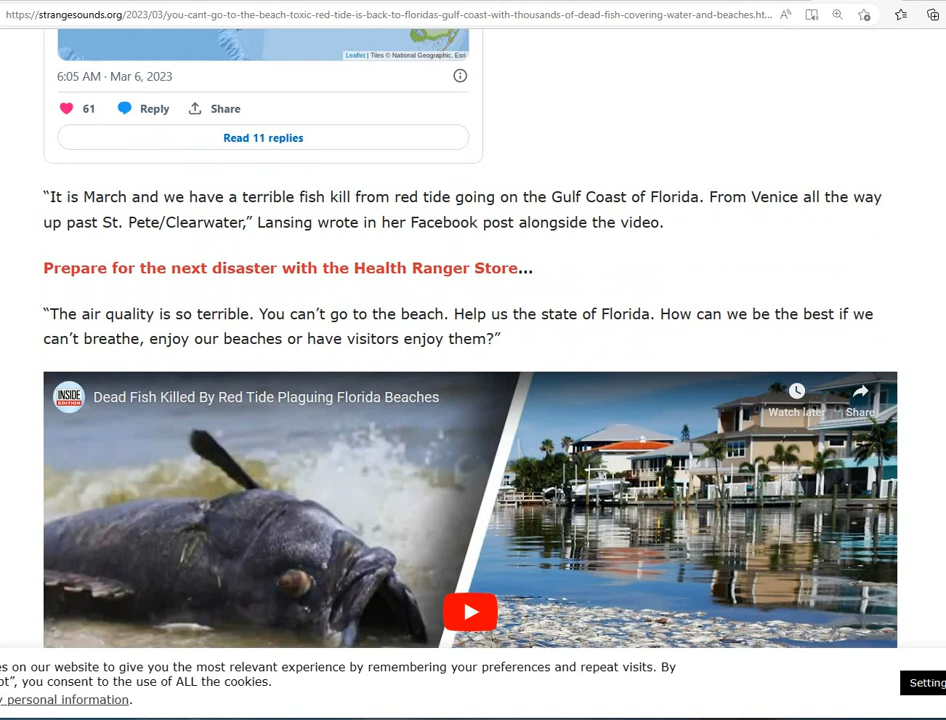 https://strangesounds.org/2023/03/you-cant-go-to-the-beach-toxic-red-tide-is-back-to-floridas-gulf-coast-with-thousands-of-dead-fish-covering-water-and-beaches.ht...
Leaflet | Tiles © National Geographic, Esri
6:05 AM · Mar 6, 2023
61 Reply Share
Read 11 replies
“It is March and we have a terrible fish kill from red tide going on the Gulf Coast of Florida. From Venice all the way
up past St. Pete/Clearwater,” Lansing wrote in her Facebook post alongside the video.
Prepare for the next disaster with the Health Ranger Store…
“The air quality is so terrible. You can’t go to the beach. Help us the state of Florida. How can we be the best if we
can’t breathe, enjoy our beaches or have visitors enjoy them?”
INSIDE EDITION Dead Fish Killed By Red Tide Plaguing Florida Beaches
Watch later Share
es on our website to give you the most relevant experience by remembering your preferences and repeat visits. By
pt”, you consent to the use of ALL the cookies.
y personal information.
Setting